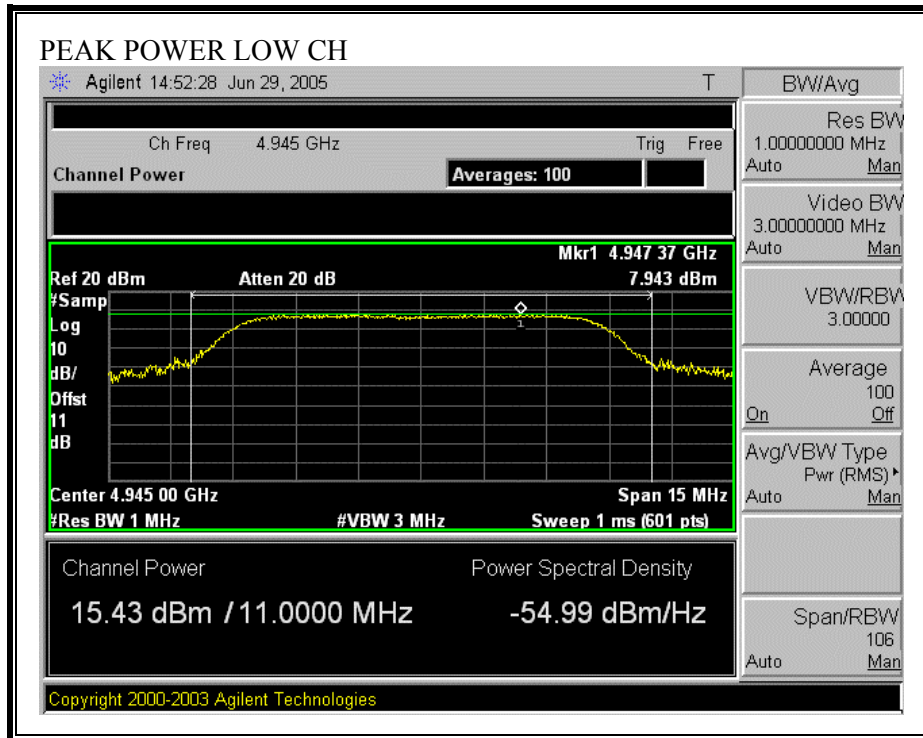 PEAK POWER LOW CH
Agilent 14:52:28 Jun 29, 2005 T
BW/Avg
Ch Freq 4.945 GHz Trig Free
Channel Power Averages: 100
Mkr1 4.947 37 GHz
Ref 20 dBm Atten 20 dB 7.943 dBm
#Samp
Log
10
dB/
Offst
11
dB
1
Center 4.945 00 GHz Span 15 MHz
#Res BW 1 MHz #VBW 3 MHz Sweep 1 ms (601 pts)
Channel Power Power Spectral Density
15.43 dBm / 11.0000 MHz -54.99 dBm/Hz
Copyright 2000-2003 Agilent Technologies
Res BW
1.00000000 MHz
Auto Man
Video BW
3.00000000 MHz
Auto Man
VBW/RBW
3.00000
Average
100
On Off
Avg/VBW Type
Pwr (RMS)
Auto Man
Span/RBW
106
Auto Man